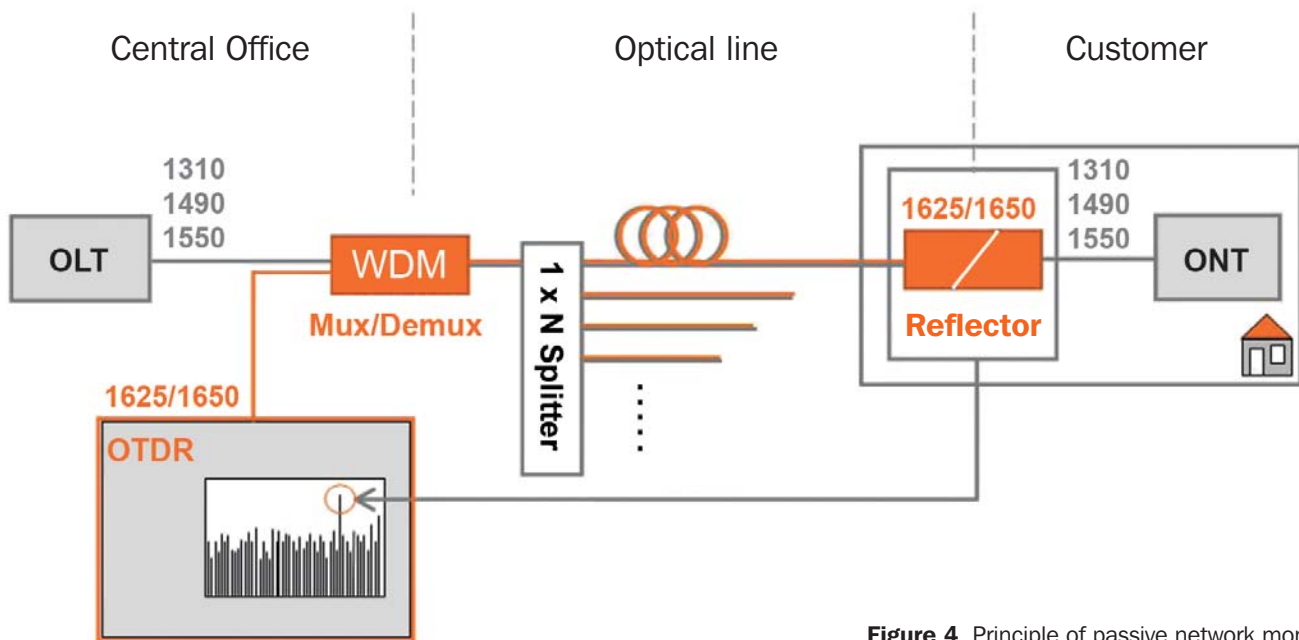 Central Office
Optical line
Customer
1310
1490
1550
OLT
WDM
Mux/Demux
1 x N Splitter
1625/1650
Reflector
1310
1490
1550
ONT
1625/1650
OTDR
Figure 4 Principle of passive network